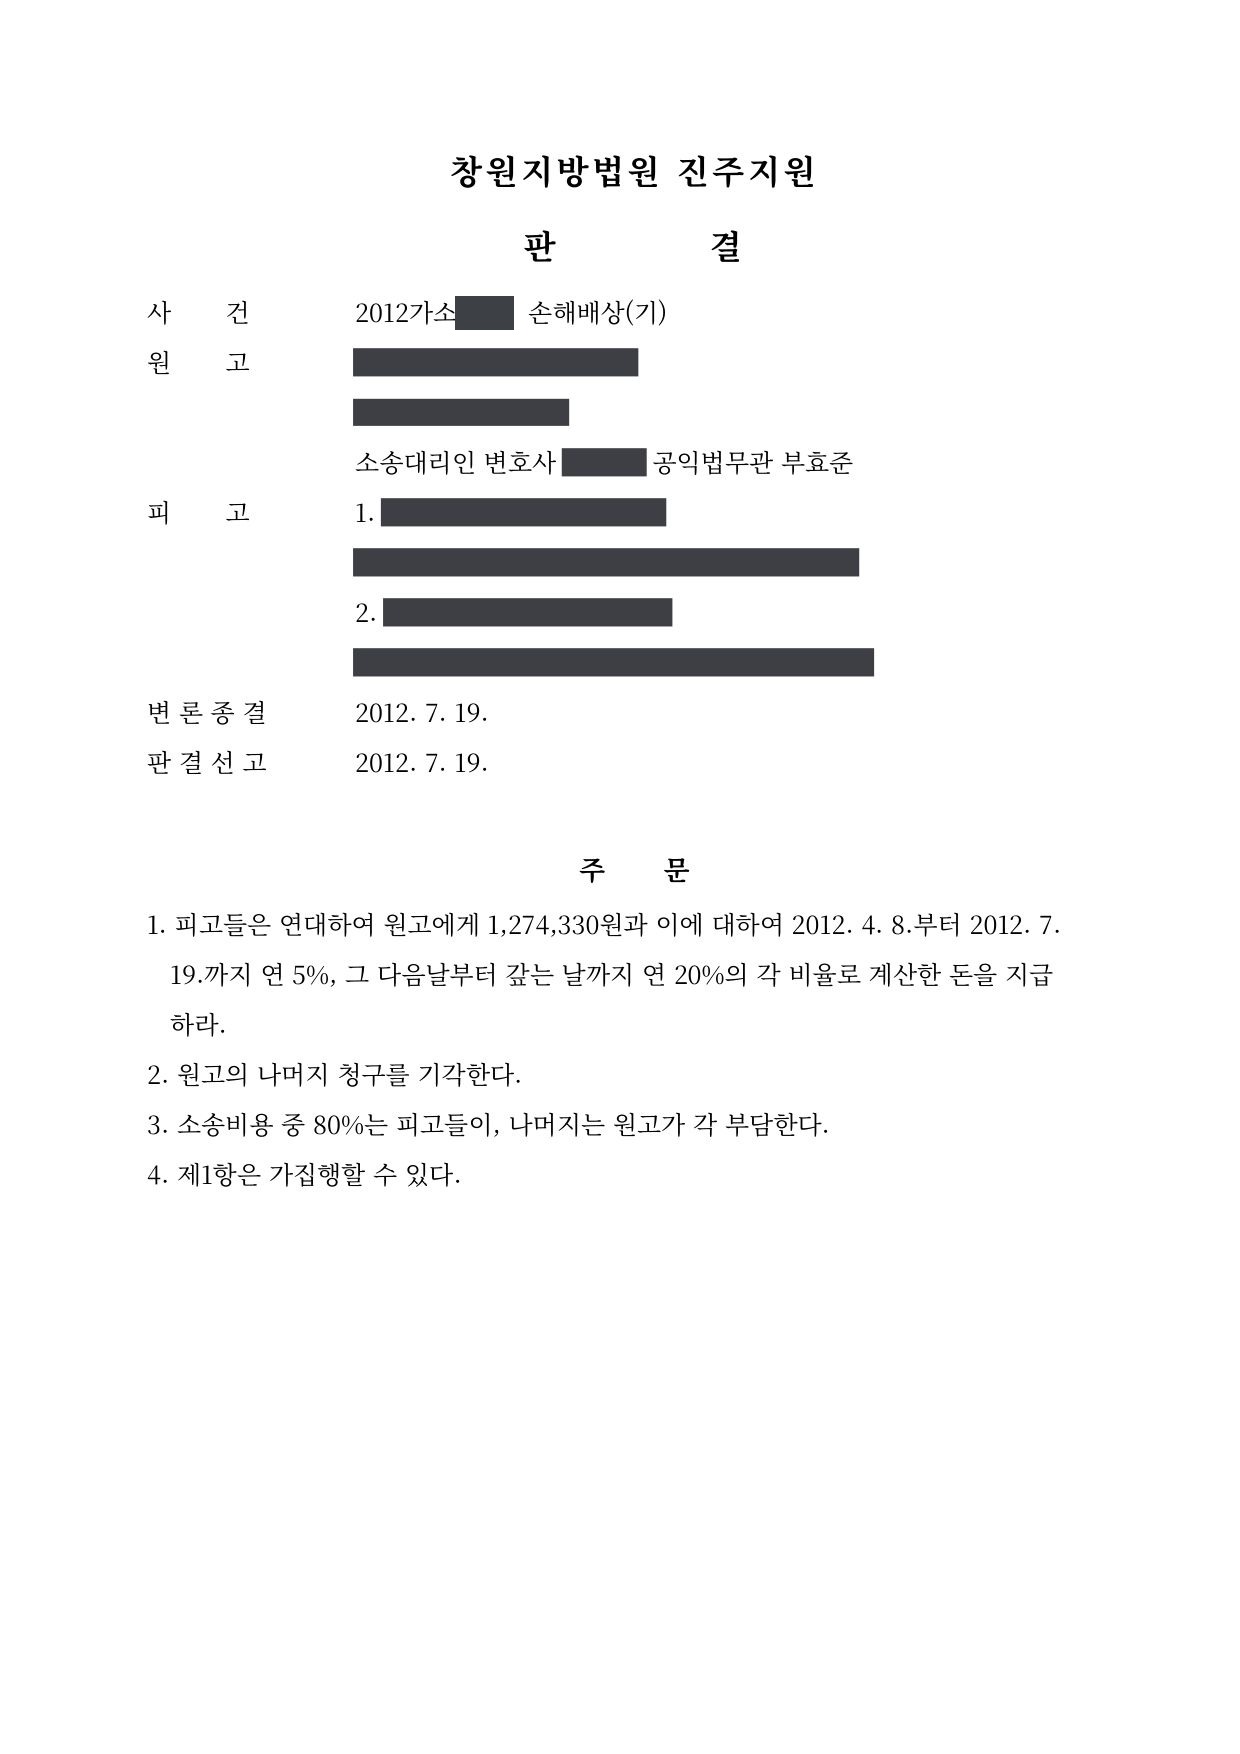 창원지방법원 진주지원
판 결
사 건 2012가소 손해배상(기)
원 고
소송대리인 변호사 공익법무관 부효준
피 고 1.
2.
변 론 종 결 2012. 7. 19.
판 결 선 고 2012. 7. 19.
주 문
1. 피고들은 연대하여 원고에게 1,274,330원과 이에 대하여 2012. 4. 8.부터 2012. 7.
19.까지 연 5%, 그 다음날부터 갚는 날까지 연 20%의 각 비율로 계산한 돈을 지급
하라.
2. 원고의 나머지 청구를 기각한다.
3. 소송비용 중 80%는 피고들이, 나머지는 원고가 각 부담한다.
4. 제1항은 가집행할 수 있다.